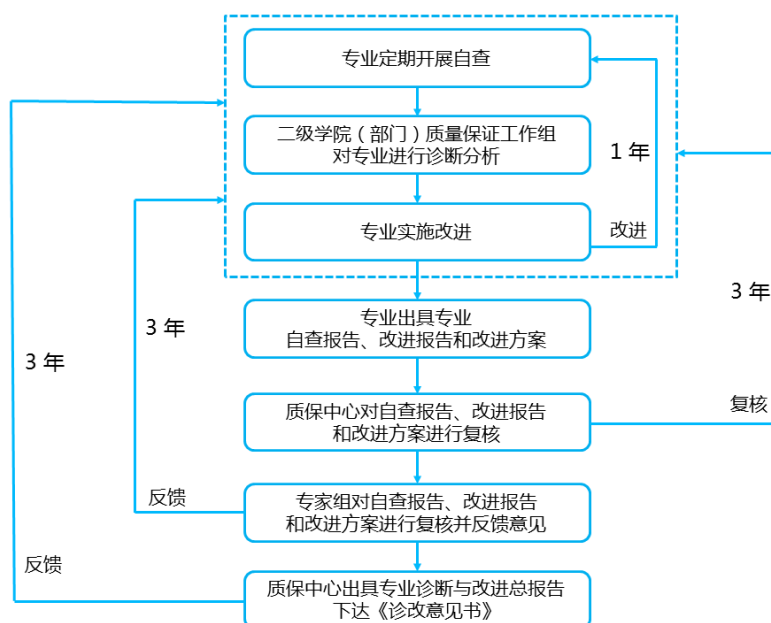 专业定期开展自查
二级学院（部门）质量保证工作组
对专业进行诊断分析
1 年
专业实施改进
改进
专业出具专业
自查报告、改进报告和改进方案
3 年
3 年
3 年
质保中心对自查报告、改进报告
和改进方案进行复核
复核
专家组对自查报告、改进报告
和改进方案进行复核并反馈意见
反馈
反馈
质保中心出具专业诊断与改进总报告
下达《诊改意见书》